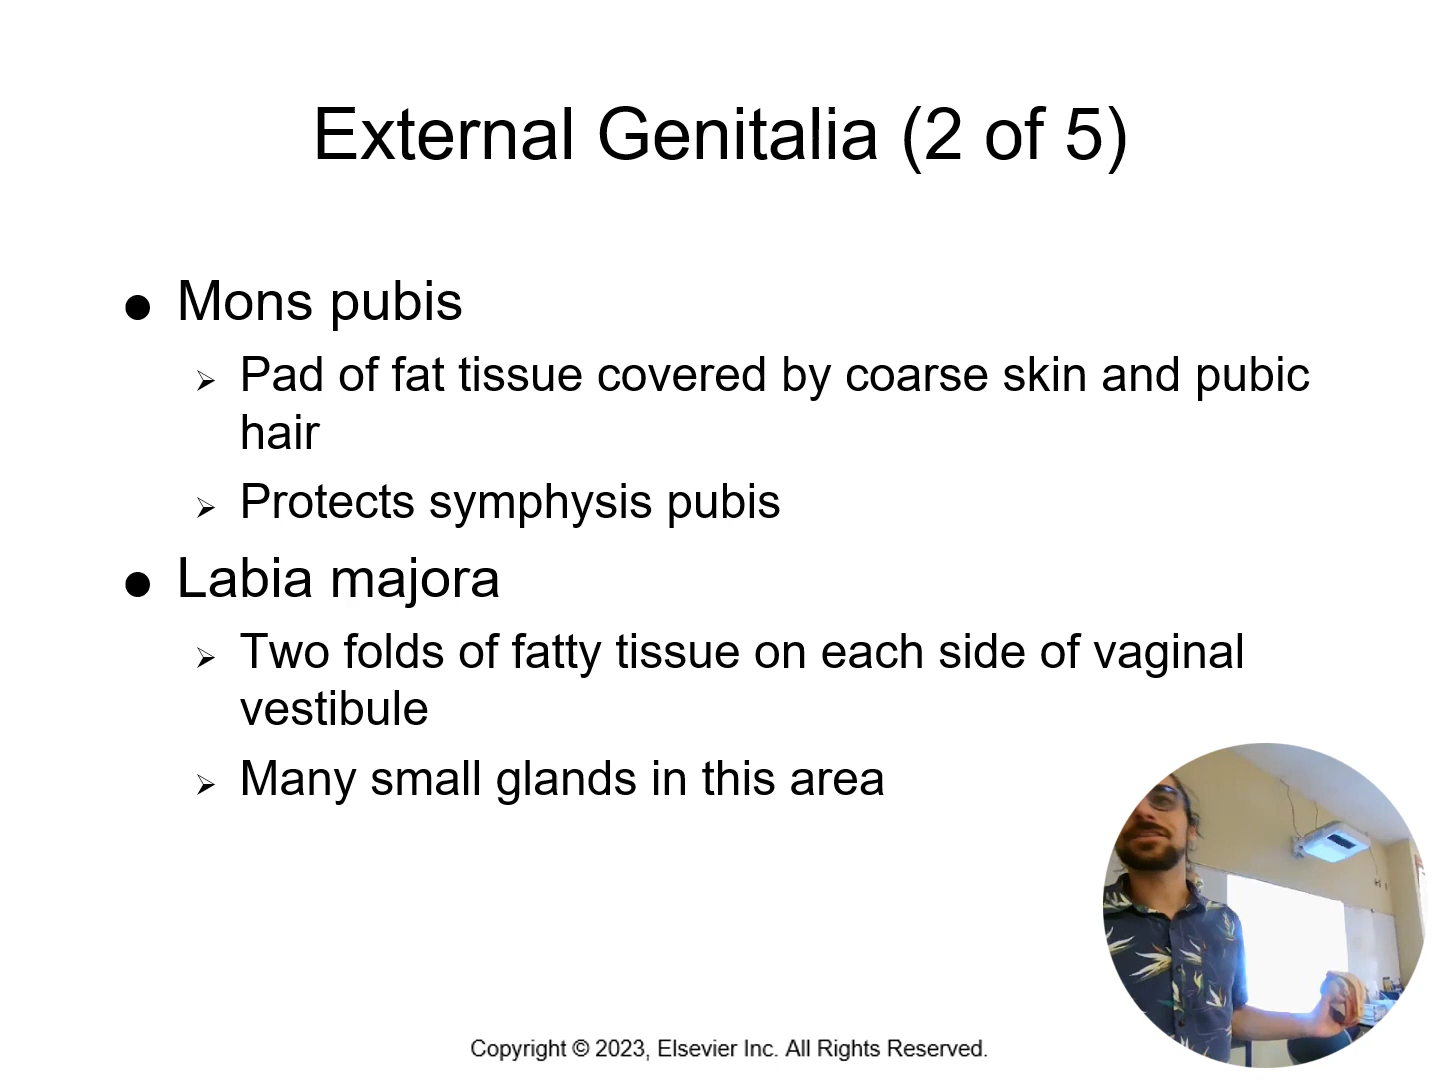 External Genitalia (2 of 5)
● Mons pubis
➢ Pad of fat tissue covered by coarse skin and pubic
hair
➢ Protects symphysis pubis
● Labia majora
➢ Two folds of fatty tissue on each side of vaginal
vestibule
➢ Many small glands in this area
Copyright © 2023, Elsevier Inc. All Rights Reserved.